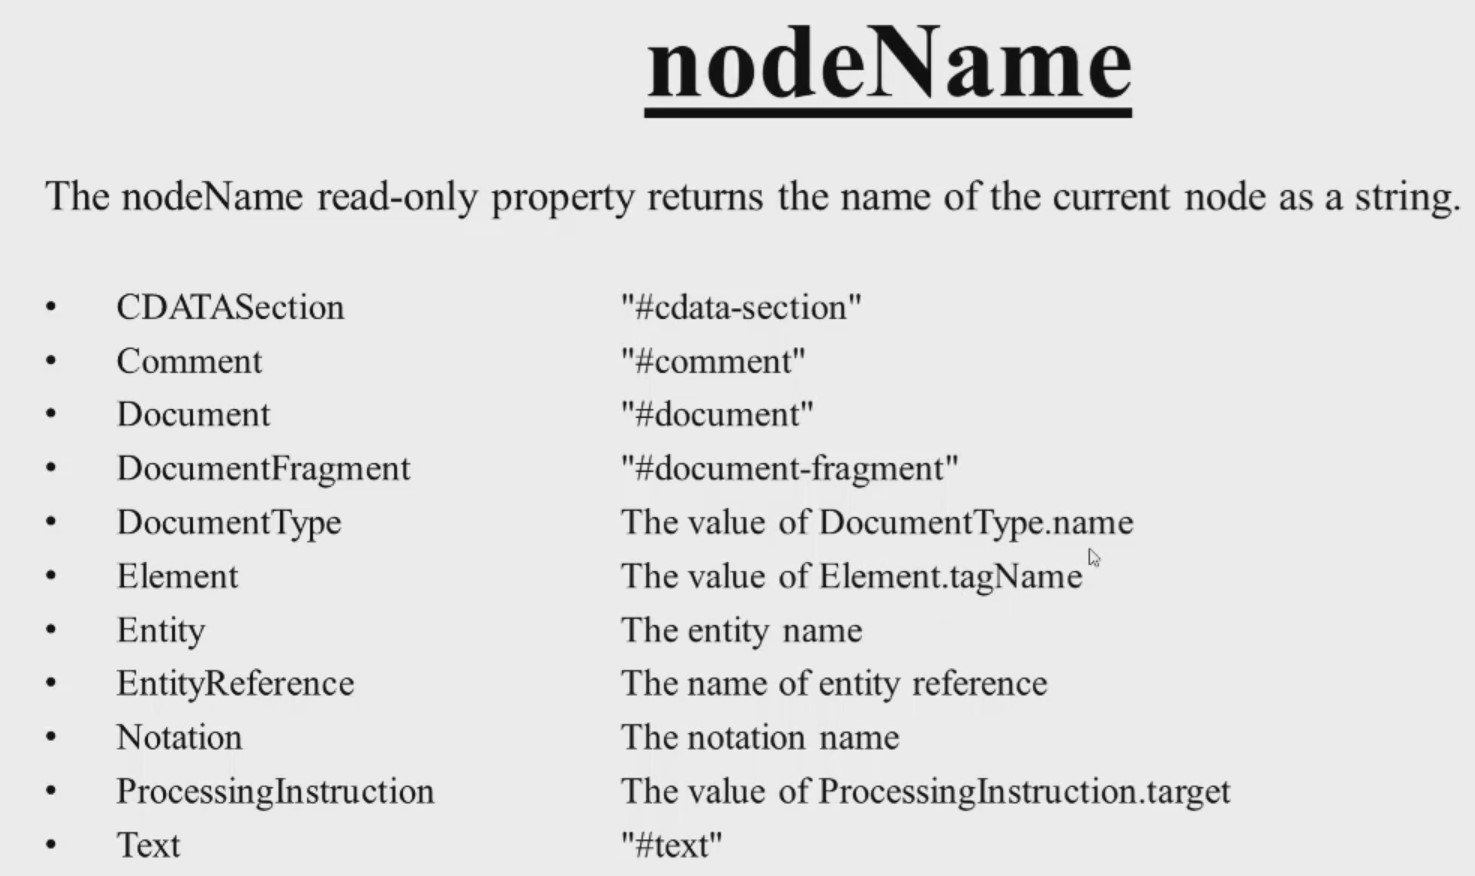 nodeName
The nodeName read-only property returns the name of the current node as a string.
• CDATASection "#cdata-section"
• Comment "#comment"
• Document "#document"
• DocumentFragment "#document-fragment"
• DocumentType The value of DocumentType.name
• Element The value of Element.tagName
• Entity The entity name
• EntityReference The name of entity reference
• Notation The notation name
• ProcessingInstruction The value of ProcessingInstruction.target
• Text "#text"